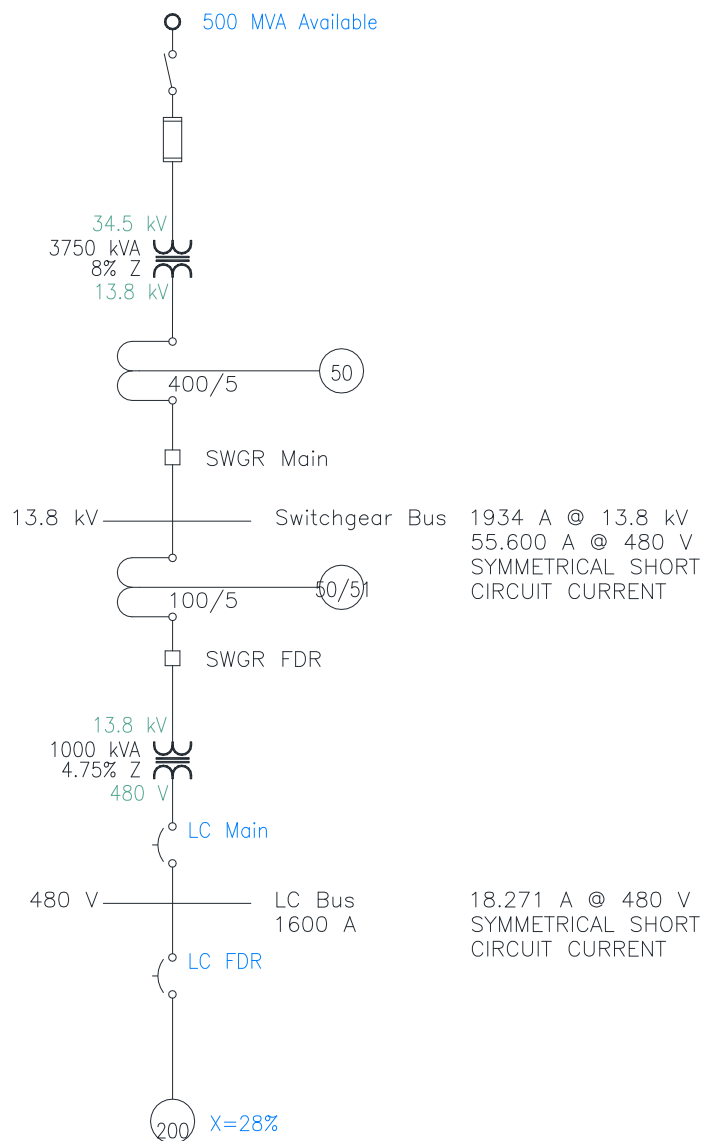 500 MVA Available
34.5 kV
3750 kVA
8% Z
13.8 kV
400/5
50
SWGR Main
13.8 kV
Switchgear Bus
1934 A @ 13.8 kV
55.600 A @ 480 V
SYMMETRICAL SHORT
CIRCUIT CURRENT
100/5
50/51
SWGR FDR
13.8 kV
1000 kVA
4.75% Z
480 V
LC Main
480 V
LC Bus
1600 A
18.271 A @ 480 V
SYMMETRICAL SHORT
CIRCUIT CURRENT
LC FDR
200
X=28%